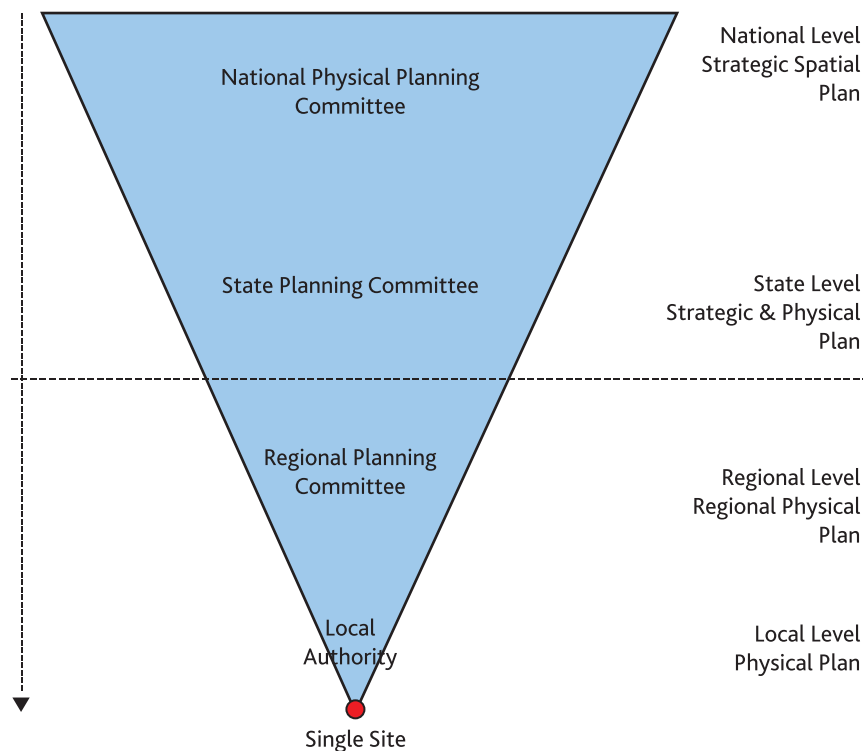 National Level
Strategic Spatial
Plan
National Physical Planning
Committee
State Planning Committee
State Level
Strategic & Physical
Plan
Regional Planning
Committee
Regional Level
Regional Physical
Plan
Local
Authority
Local Level
Physical Plan
Single Site